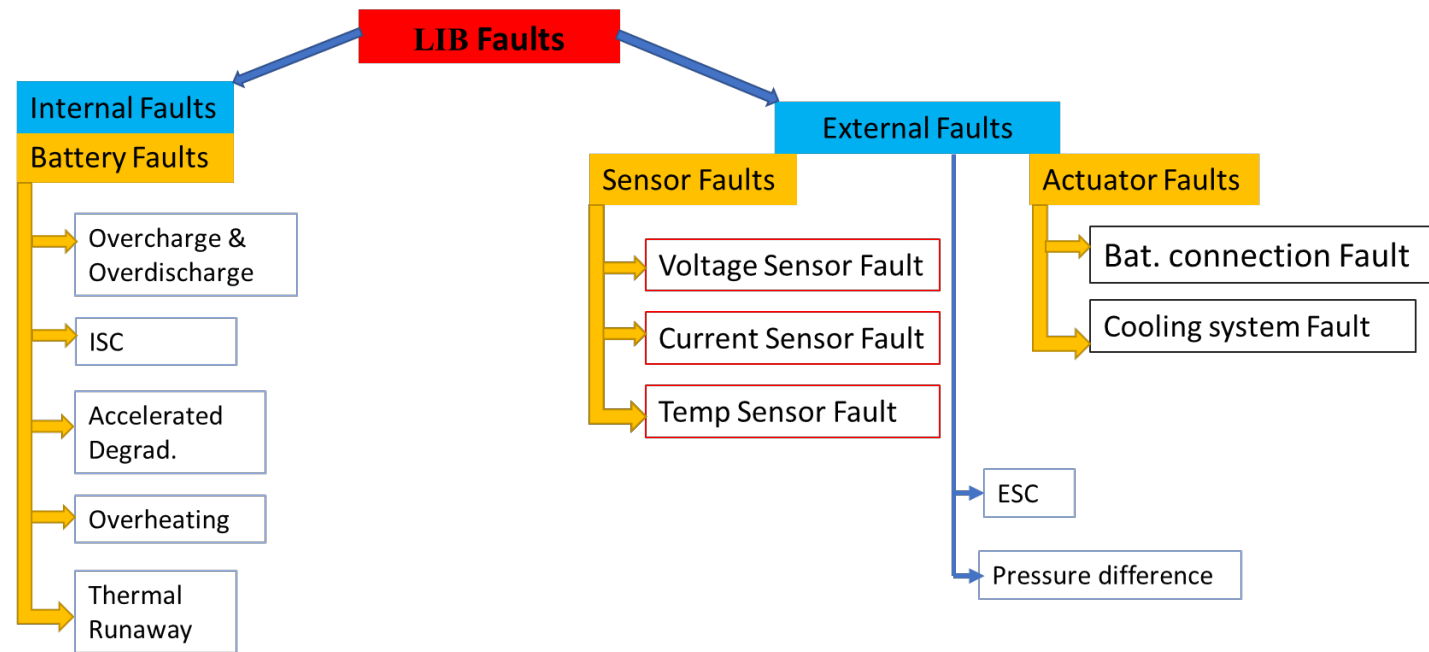 LIB Faults
Internal Faults
Battery Faults
Overcharge &
Overdischarge
ISC
Accelerated
Degrad.
Overheating
Thermal
Runaway
External Faults
Sensor Faults
Voltage Sensor Fault
Current Sensor Fault
Temp Sensor Fault
Actuator Faults
Bat. connection Fault
Cooling system Fault
ESC
Pressure difference